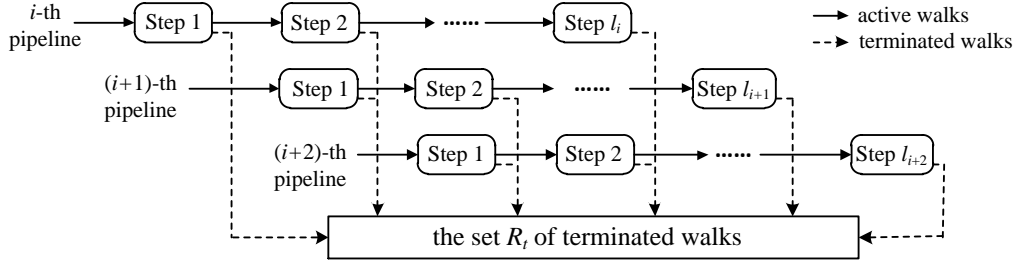 i-th pipeline Step 1 Step 2 ...... Step l_i
active walks
terminated walks
(i+1)-th pipeline Step 1 Step 2 ...... Step l_{i+1}
(i+2)-th pipeline Step 1 Step 2 ...... Step l_{i+2}
the set R_t of terminated walks